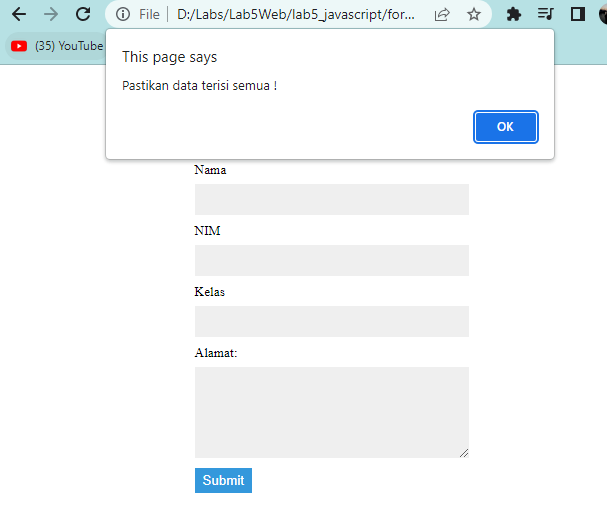 File
D:/Labs/Lab5Web/lab5_javascript/for...
(35) YouTube
This page says
Pastikan data terisi semua !
OK
Nama
NIM
Kelas
Alamat:
Submit